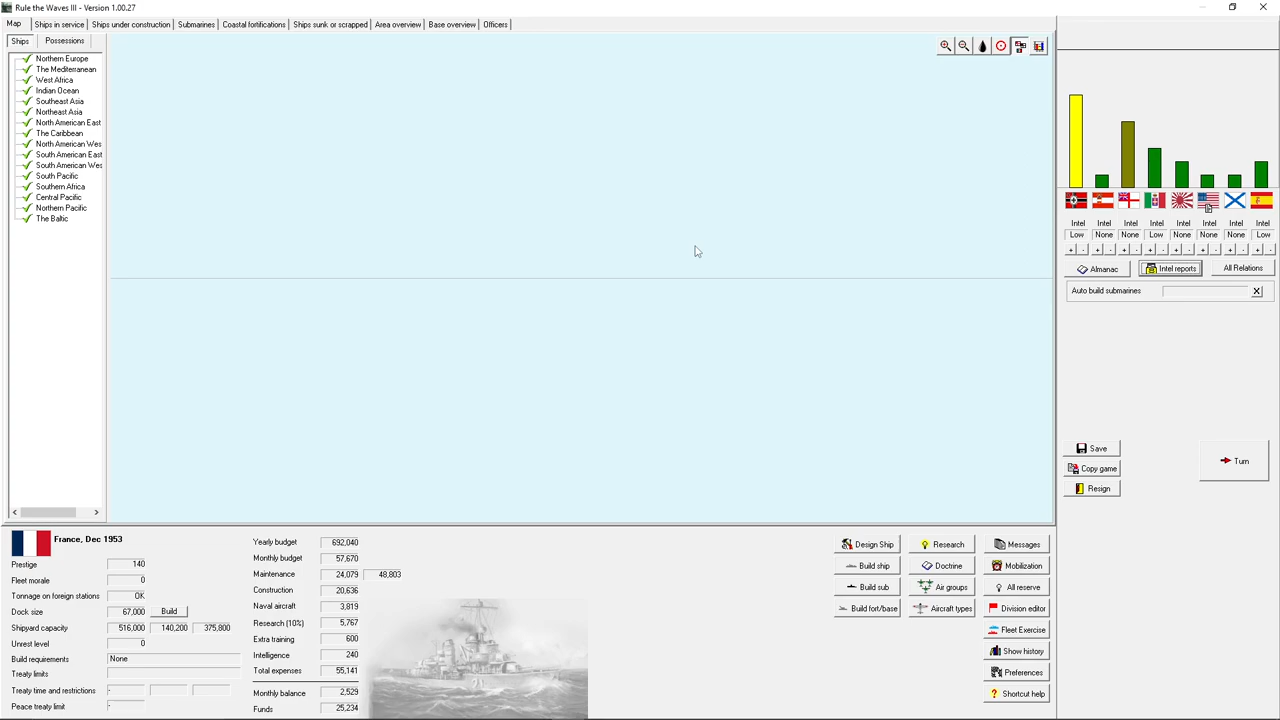 Rule the Waves III - Version 1.00.27
Map Ships in service Ships under construction Submarines Coastal fortifications Ships sunk or scrapped Area overview Base overview Officers
Ships Possessions
Northern Europe
The Mediterranean
West Africa
Indian Ocean
Southeast Asia
Northeast Asia
North American East
The Caribbean
North American Wes
South American East
South American Wes
South Pacific
Southern Africa
Central Pacific
Northern Pacific
The Baltic
Intel Intel Intel Intel Intel Intel Intel Intel
Low None None Low None None None Low
+ - + - + - + - + - + - + - + -
Almanac Intel reports All Relations
Auto build submarines
Save
Copy game
Resign
Turn
France, Dec 1953
Prestige 140
Fleet morale 0
Tonnage on foreign stations OK
Dock size 67,000 Build
Shipyard capacity 516,000 140,200 375,800
Unrest level 0
Build requirements None
Treaty limits
Treaty time and restrictions -
Peace treaty limit -
Yearly budget 692,040
Monthly budget 57,670
Maintenance 24,079 48,803
Construction 20,636
Naval aircraft 3,819
Research (10%) 5,767
Extra training 600
Intelligence 240
Total expenses 55,141
Monthly balance 2,529
Funds 25,234
Design Ship Research Messages
Build ship Doctrine Mobilization
Build sub Air groups All reserve
Build fort/base Aircraft types Division editor
Fleet Exercise
Show history
Preferences
Shortcut help